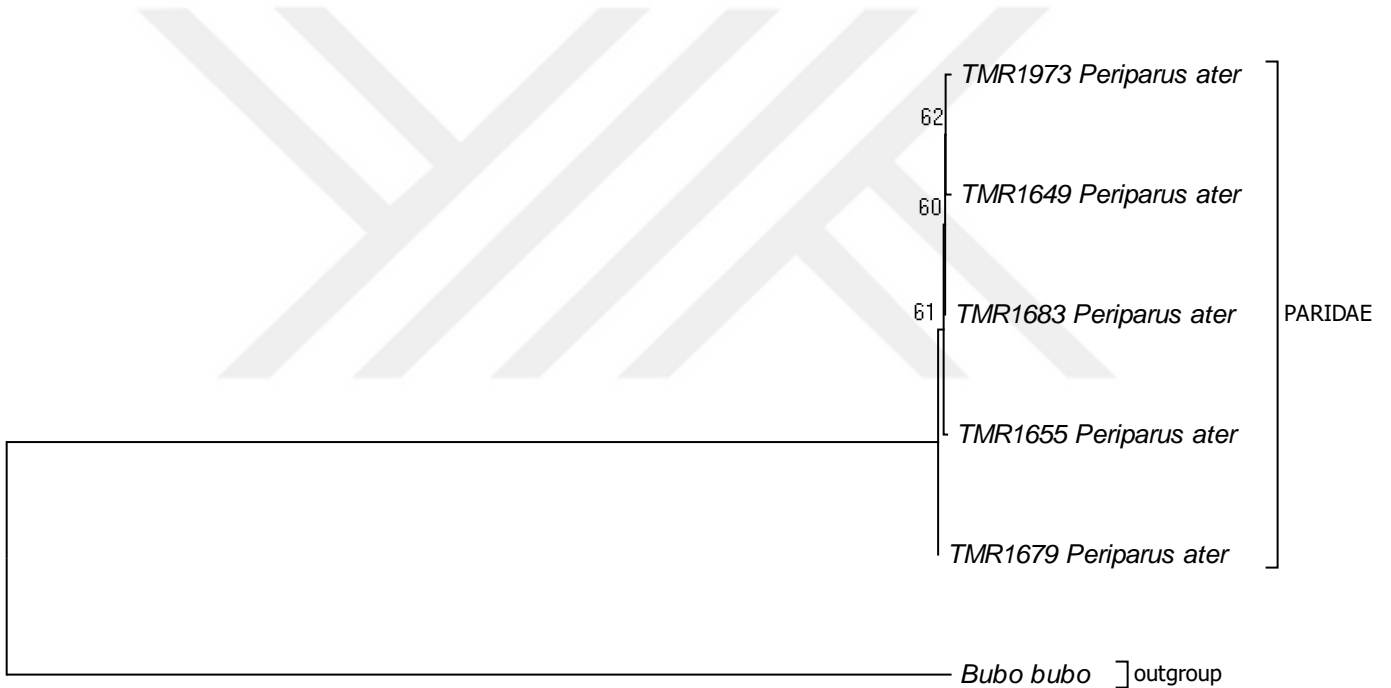 TMR1973 Periparus ater
62
TMR1649 Periparus ater
60
61
TMR1683 Periparus ater
PARIDAE
TMR1655 Periparus ater
TMR1679 Periparus ater
Bubo bubo
outgroup